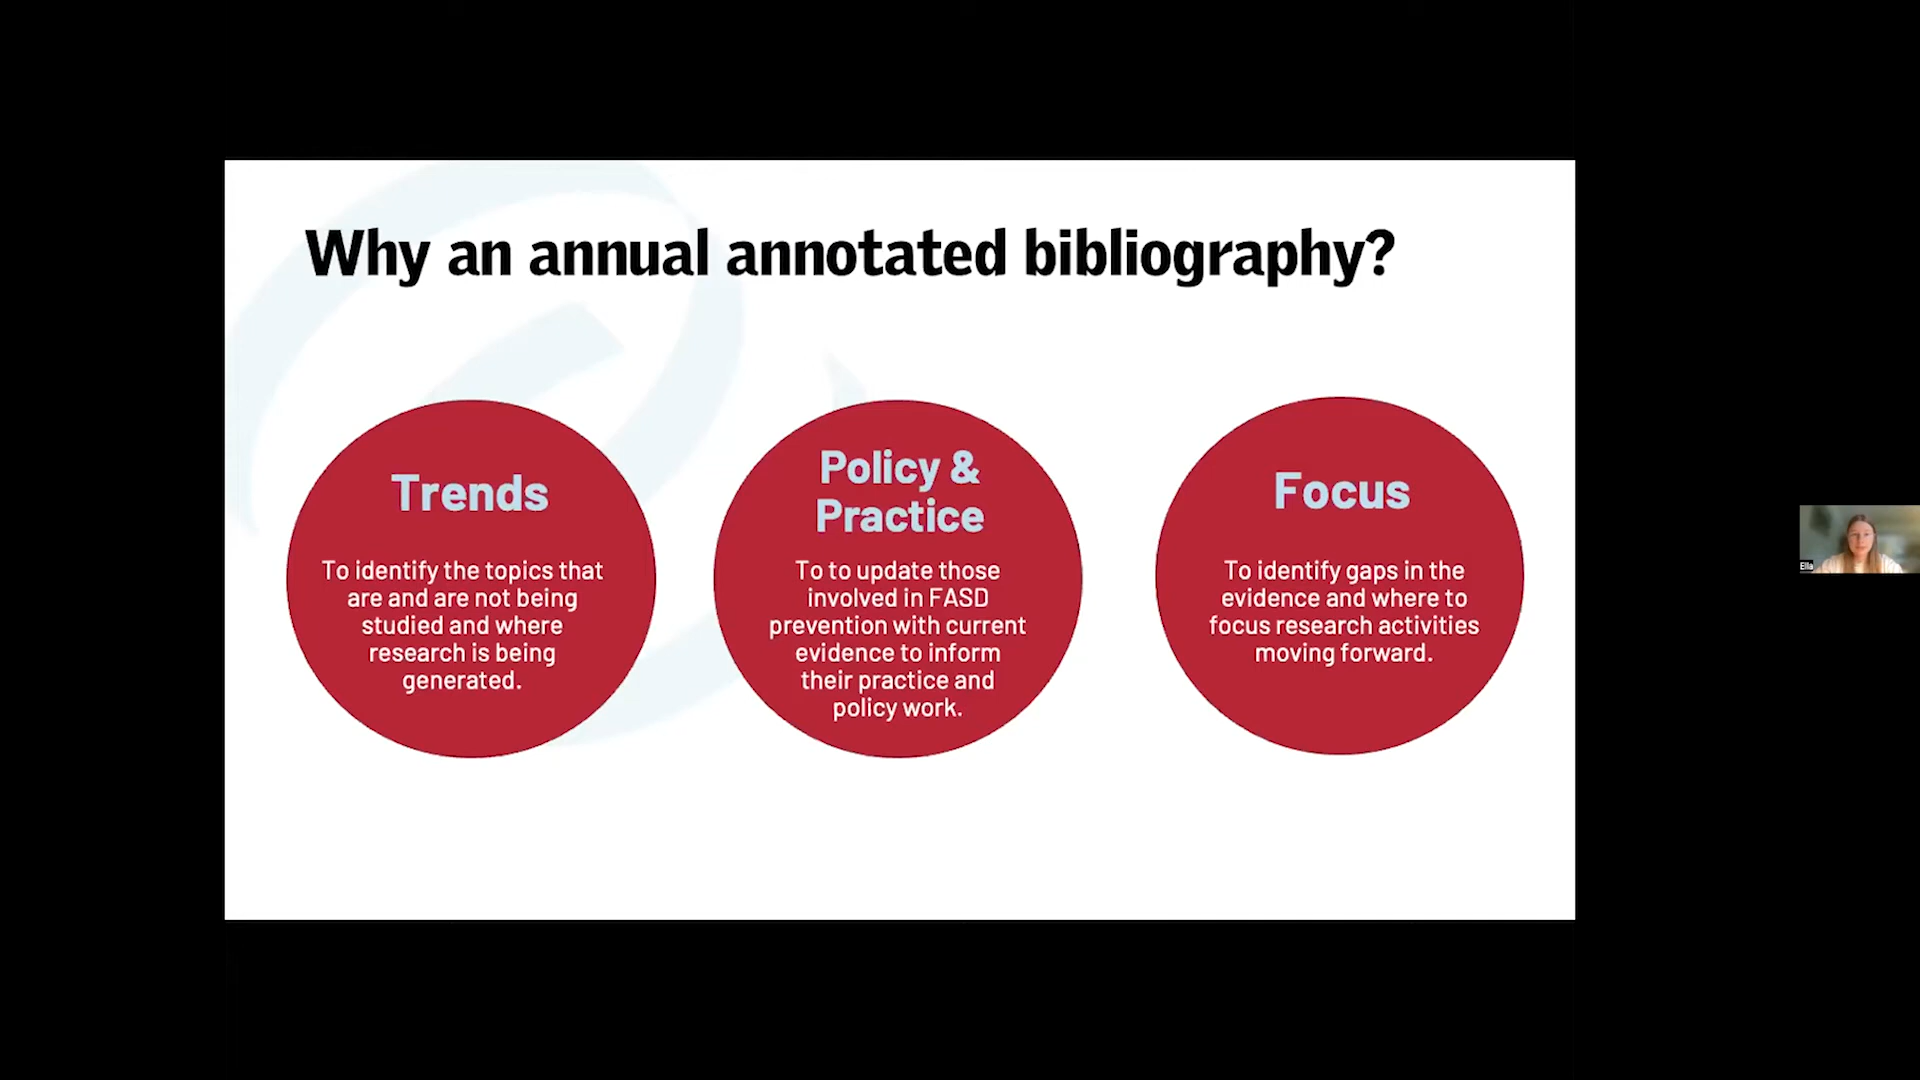 Why an annual annotated bibliography?
Trends
To identify the topics that
are and are not being
studied and where
research is being
generated.
Policy &
Practice
To to update those
involved in FASD
prevention with current
evidence to inform
their practice and
policy work.
Focus
To identify gaps in the
evidence and where to
focus research activities
moving forward.
Ella